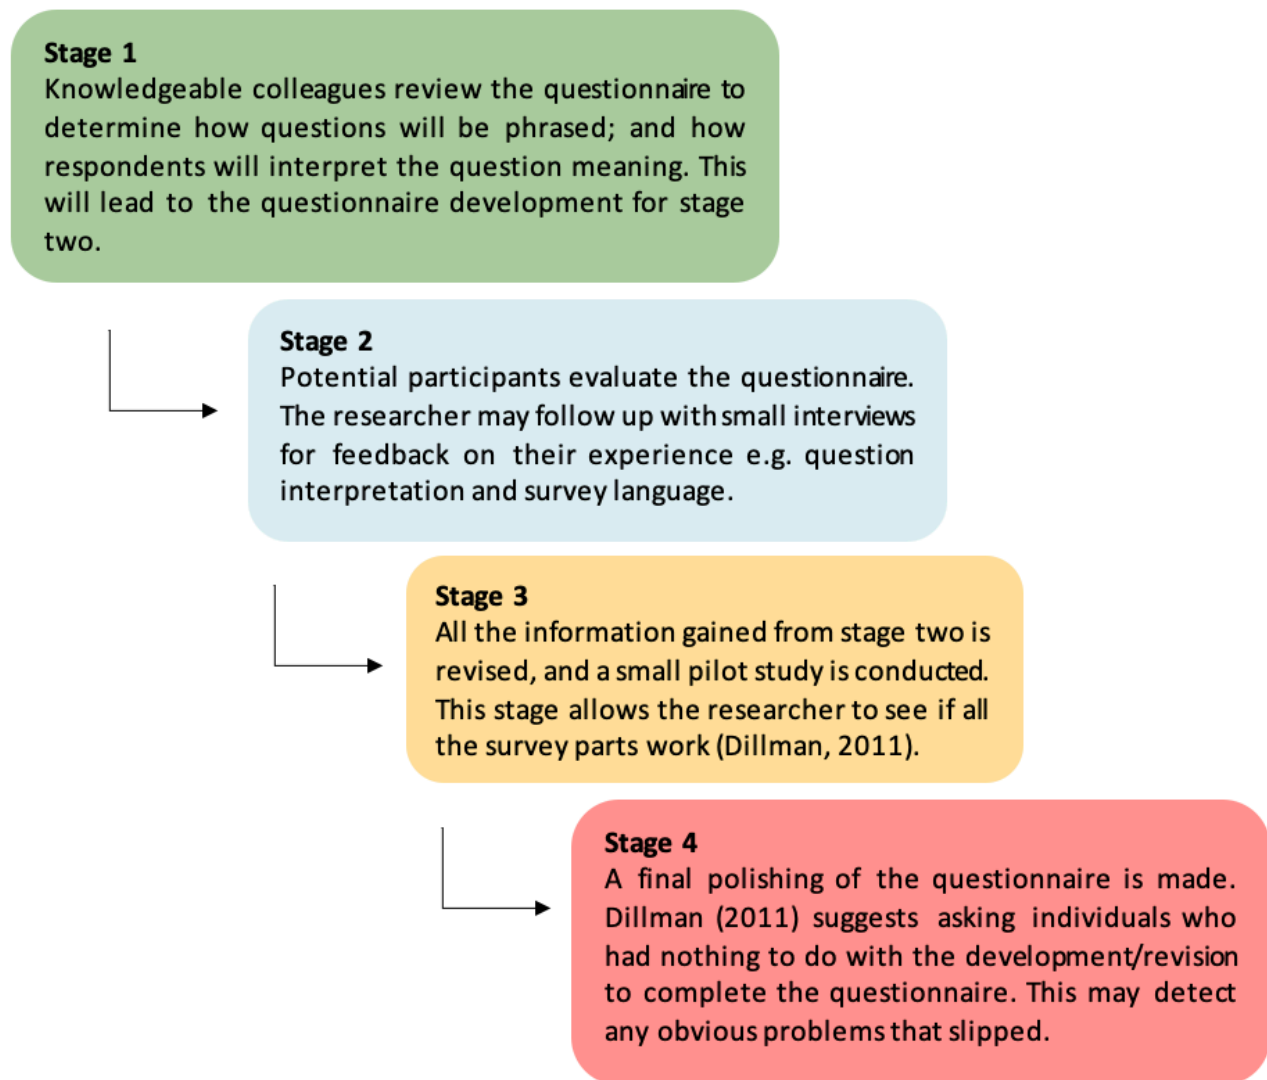 Stage 1
Knowledgeable colleagues review the questionnaire to
determine how questions will be phrased; and how
respondents will interpret the question meaning. This
will lead to the questionnaire development for stage
two.
Stage 2
Potential participants evaluate the questionnaire.
The researcher may follow up with small interviews
for feedback on their experience e.g. question
interpretation and survey language.
Stage 3
All the information gained from stage two is
revised, and a small pilot study is conducted.
This stage allows the researcher to see if all
the survey parts work (Dillman, 2011).
Stage 4
A final polishing of the questionnaire is made.
Dillman (2011) suggests asking individuals who
had nothing to do with the development/revision
to complete the questionnaire. This may detect
any obvious problems that slipped.